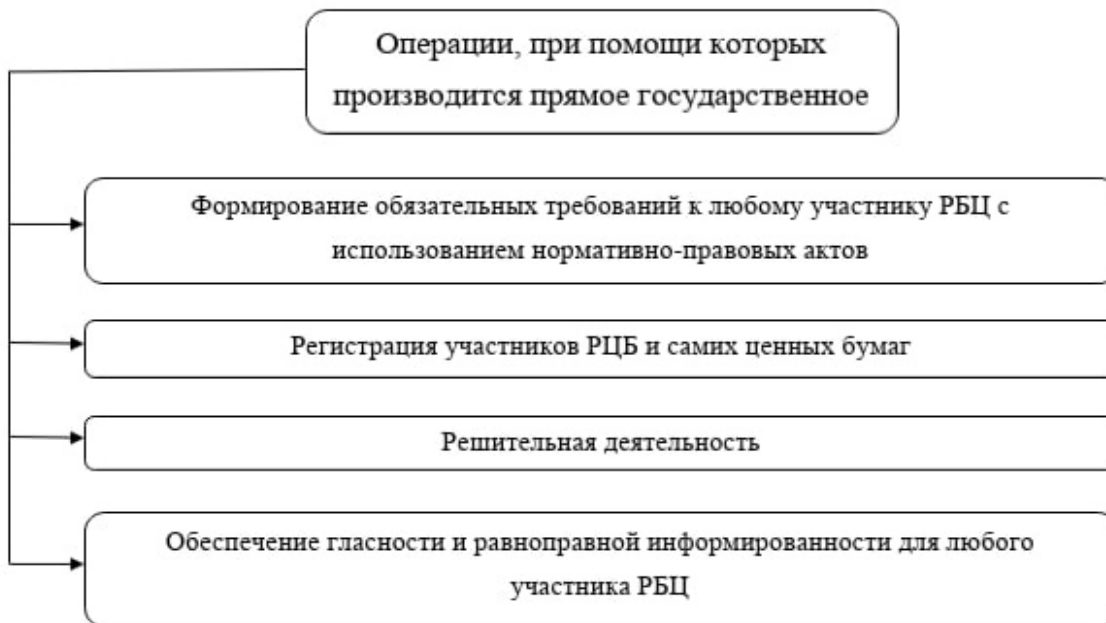 Операции, при помощи которых
производится прямое государственное
Формирование обязательных требований к любому участнику РБЦ с
использованием нормативно-правовых актов
Регистрация участников РЦБ и самих ценных бумаг
Решительная деятельность
Обеспечение гласности и равноправной информированности для любого
участника РБЦ